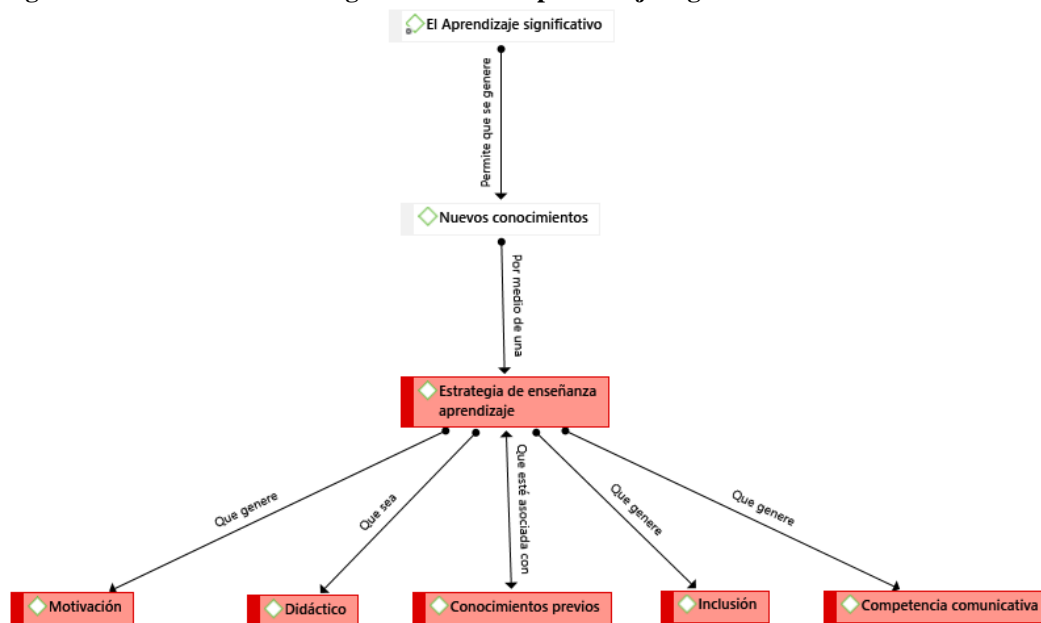 El Aprendizaje significativo
Permite que se genere
Nuevos conocimientos
Por medio de una
Estrategia de enseñanza
aprendizaje
Que genere
Que sea
Que esté asociada con
Que genere
Que genere
Motivación
Didáctico
Conocimientos previos
Inclusión
Competencia comunicativa